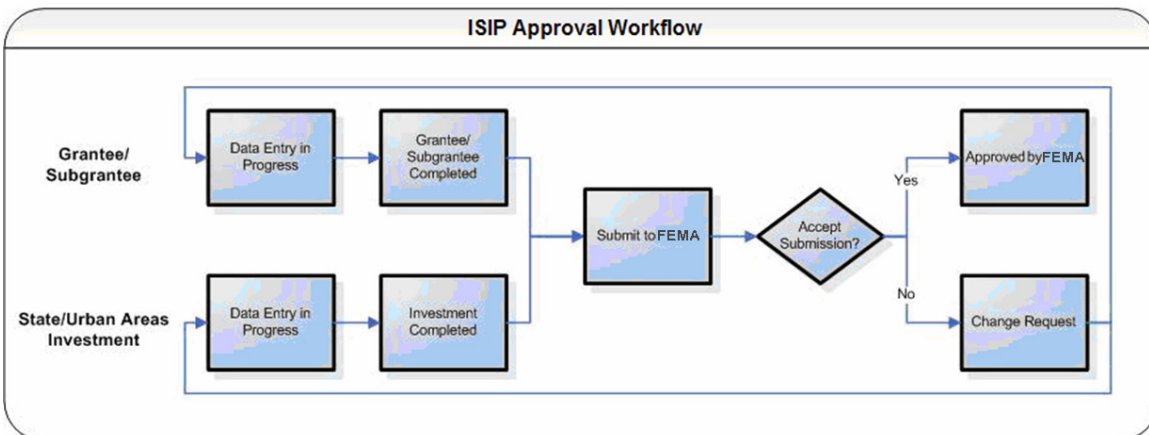 ISIP Approval Workflow
Grantee/
Subgrantee
Data Entry in
Progress
Grantee/
Subgrantee
Completed
Submit to FEMA
Accept
Submission?
Yes
Approved by FEMA
No
Change Request
State/Urban Areas
Investment
Data Entry in
Progress
Investment
Completed